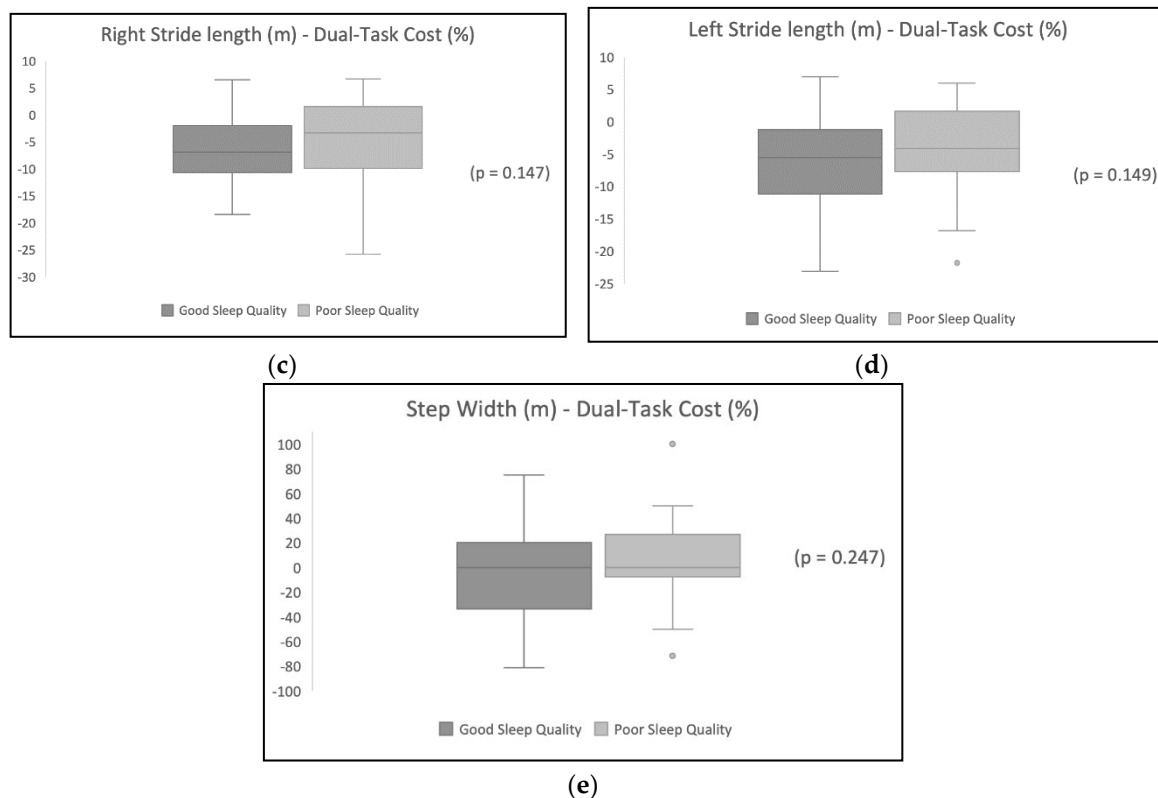 Right Stride length (m) - Dual-Task Cost (%)
10
5
0
-5
-10
-15
-20
-25
-30
(p = 0.147)
Good Sleep Quality Poor Sleep Quality
(c)
Left Stride length (m) - Dual-Task Cost (%)
10
5
0
-5
-10
-15
-20
-25
(p = 0.149)
Good Sleep Quality Poor Sleep Quality
(d)
Step Width (m) - Dual-Task Cost (%)
100
80
60
40
20
0
-20
-40
-60
-80
-100
(p = 0.247)
Good Sleep Quality Poor Sleep Quality
(e)